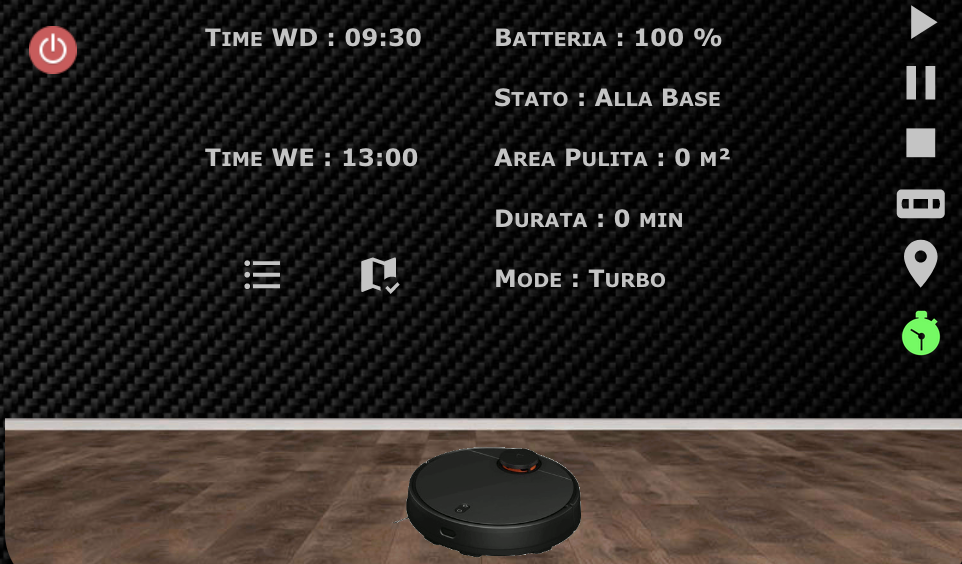 Time WD : 09:30
Batteria : 100 %
Stato : Alla Base
Time WE : 13:00
Area Pulita : 0 m²
Durata : 0 min
Mode : Turbo